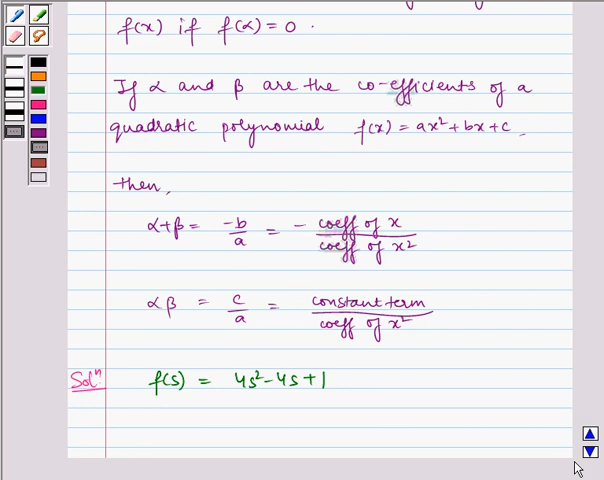 f(x) if f(α) = 0 .
If α and β are the co-efficients of a
quadratic polynomial f(x) = ax² + bx + c .
then,
α+β = -b/a = - coeff of x / coeff of x²
αβ = c/a = constant term / coeff of x²
Solⁿ. f(s) = 4s² - 4s + 1